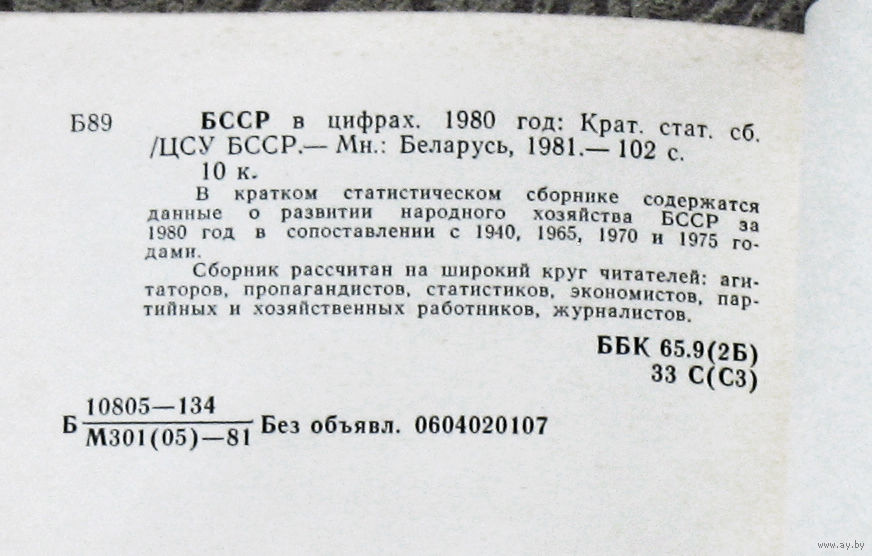 Б89
БССР в цифрах. 1980 год: Крат. стат. сб.
/ЦСУ БССР.— Мн.: Беларусь, 1981.— 102 с.
10 к.
В кратком статистическом сборнике содержатся
данные о развитии народного хозяйства БССР за
1980 год в сопоставлении с 1940, 1965, 1970 и 1975 го-
дами.
Сборник рассчитан на широкий круг читателей: аги-
таторов, пропагандистов, статистиков, экономистов, пар-
тийных и хозяйственных работников, журналистов.
ББК 65.9(2Б)
33 С(С3)
10805—134
Б Без объявл. 0604020107
М301(05)—81
www.ay.by